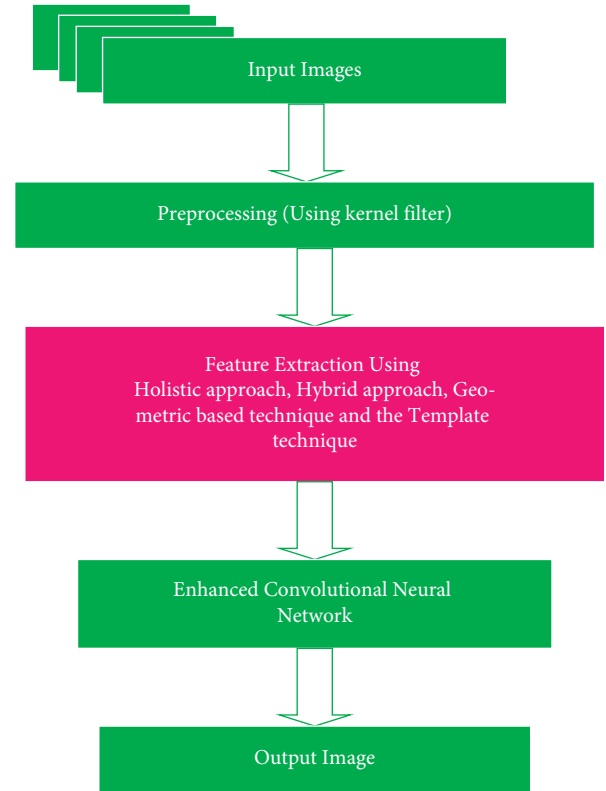 Input Images
Preprocessing (Using kernel filter)
Feature Extraction Using
Holistic approach, Hybrid approach, Geo-
metric based technique and the Template
technique
Enhanced Convolutional Neural
Network
Output Image